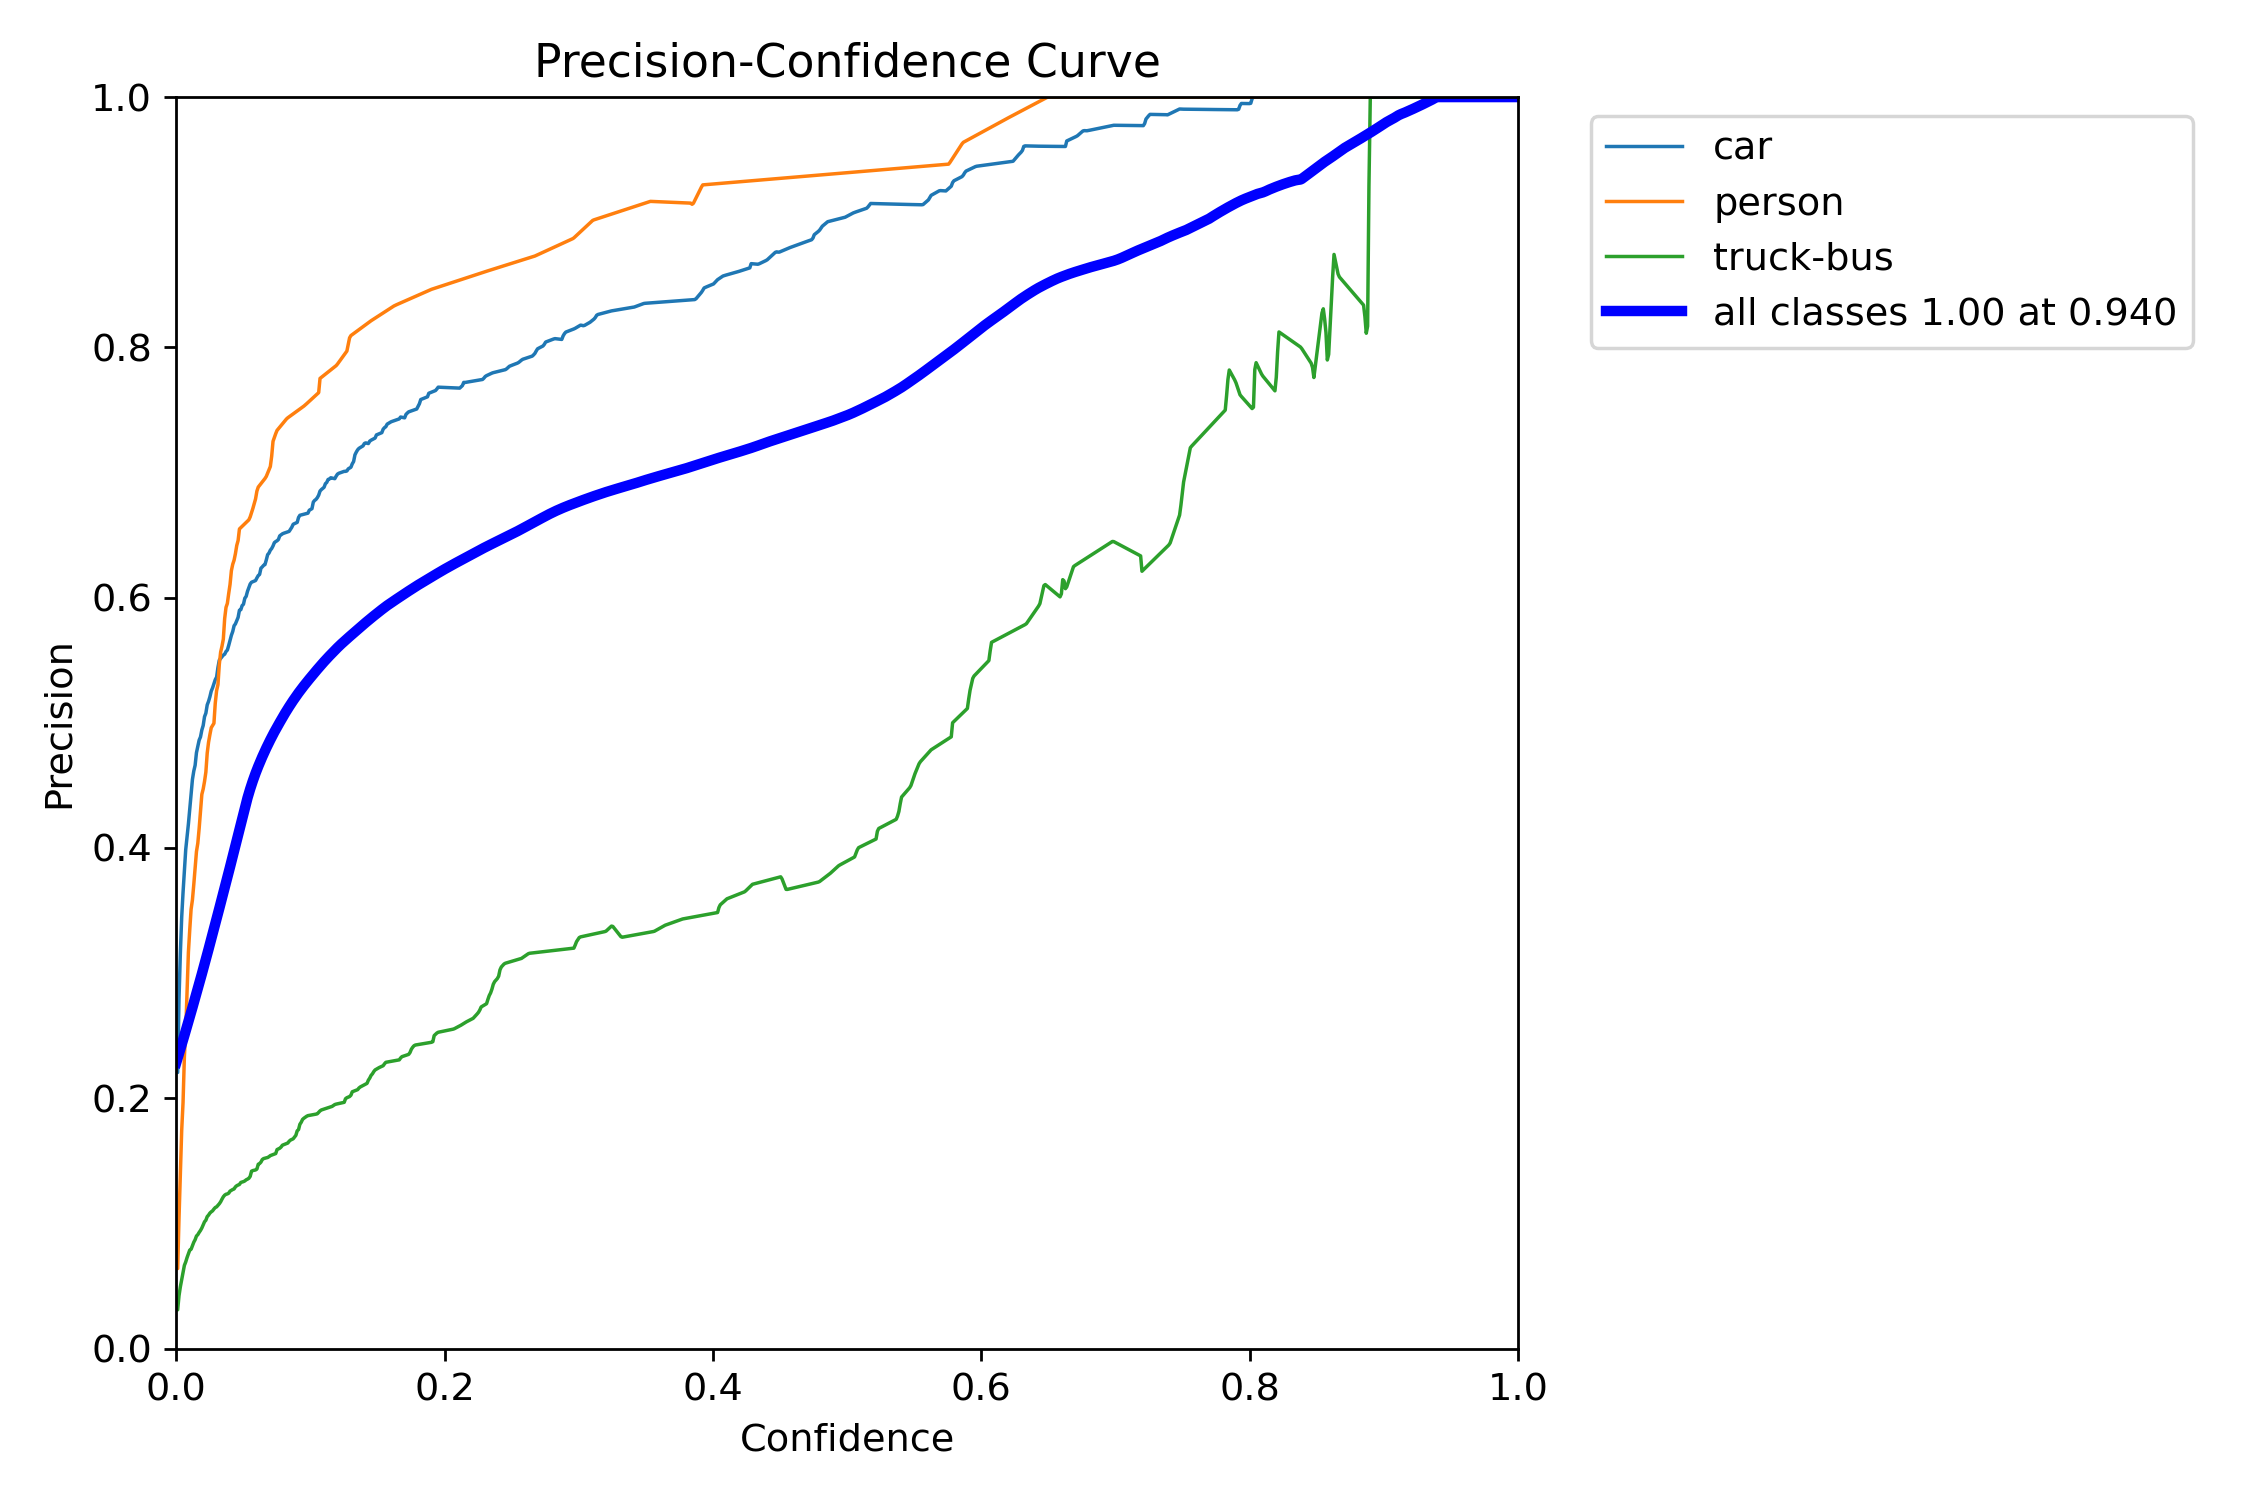 Precision-Confidence Curve
1.0
0.8
0.6
0.4
0.2
0.0
Precision
0.0 0.2 0.4 0.6 0.8 1.0
Confidence
car
person
truck-bus
all classes 1.00 at 0.940